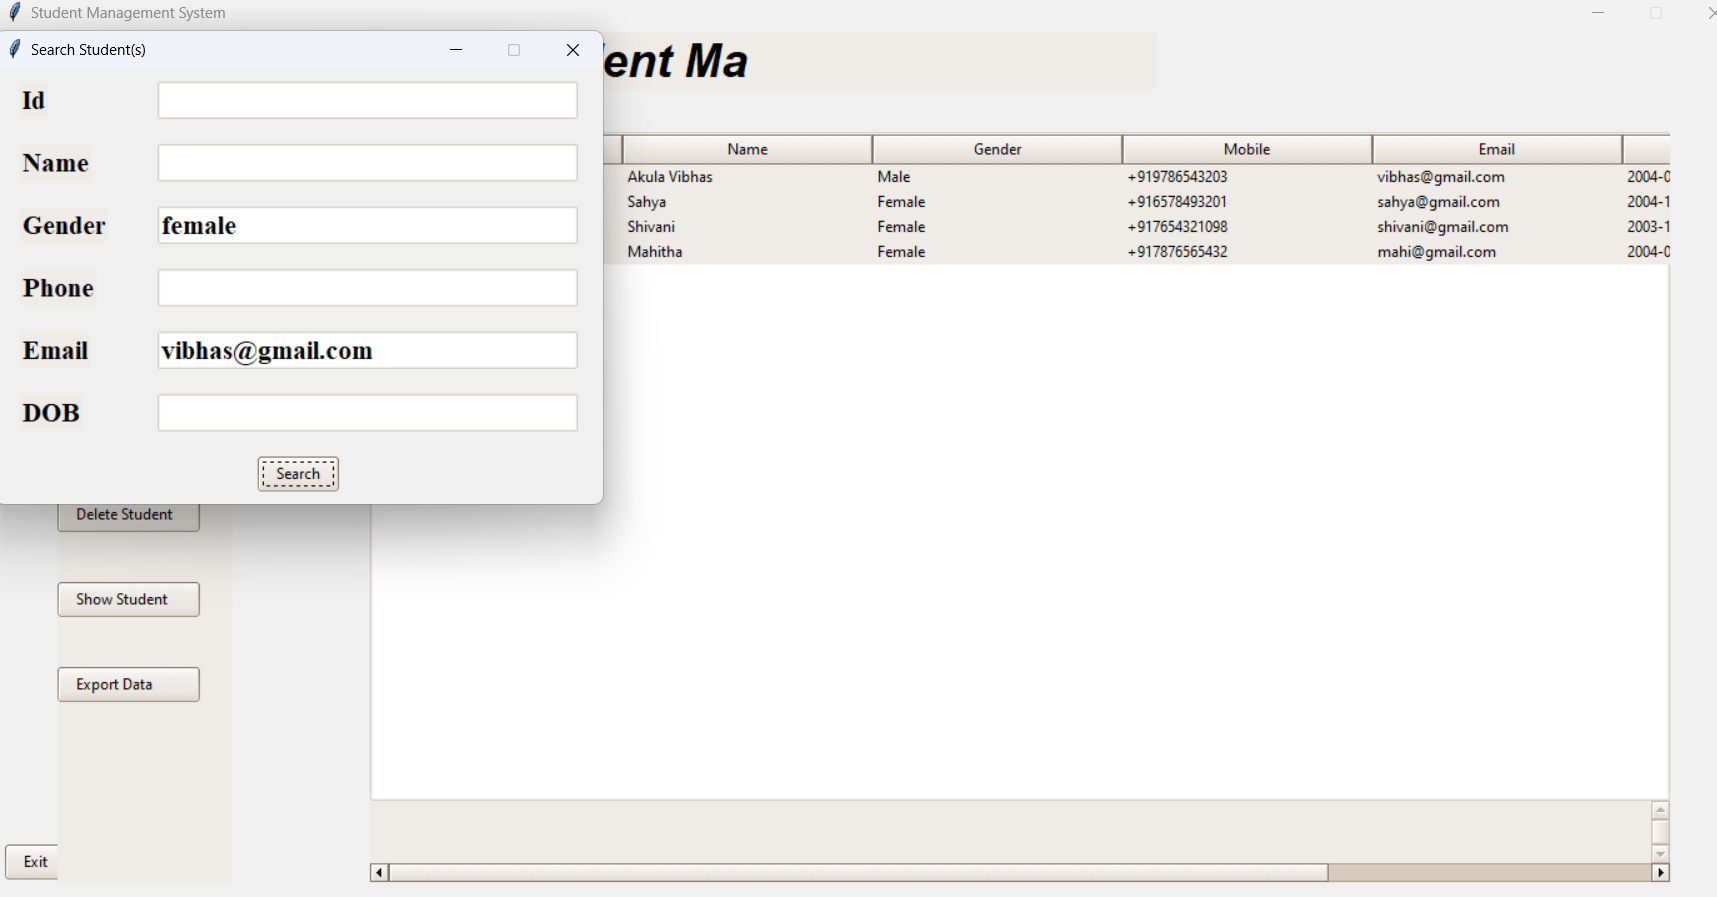 Student Management System
Search Student(s)
ent Ma
Id
Name
Gender female
Phone
Email vibhas@gmail.com
DOB
Search
Name Gender Mobile Email
Akula Vibhas Male +919786543203 vibhas@gmail.com 2004-0
Sahya Female +916578493201 sahya@gmail.com 2004-1
Shivani Female +917654321098 shivani@gmail.com 2003-1
Mahitha Female +917876565432 mahi@gmail.com 2004-0
Delete Student
Show Student
Export Data
Exit